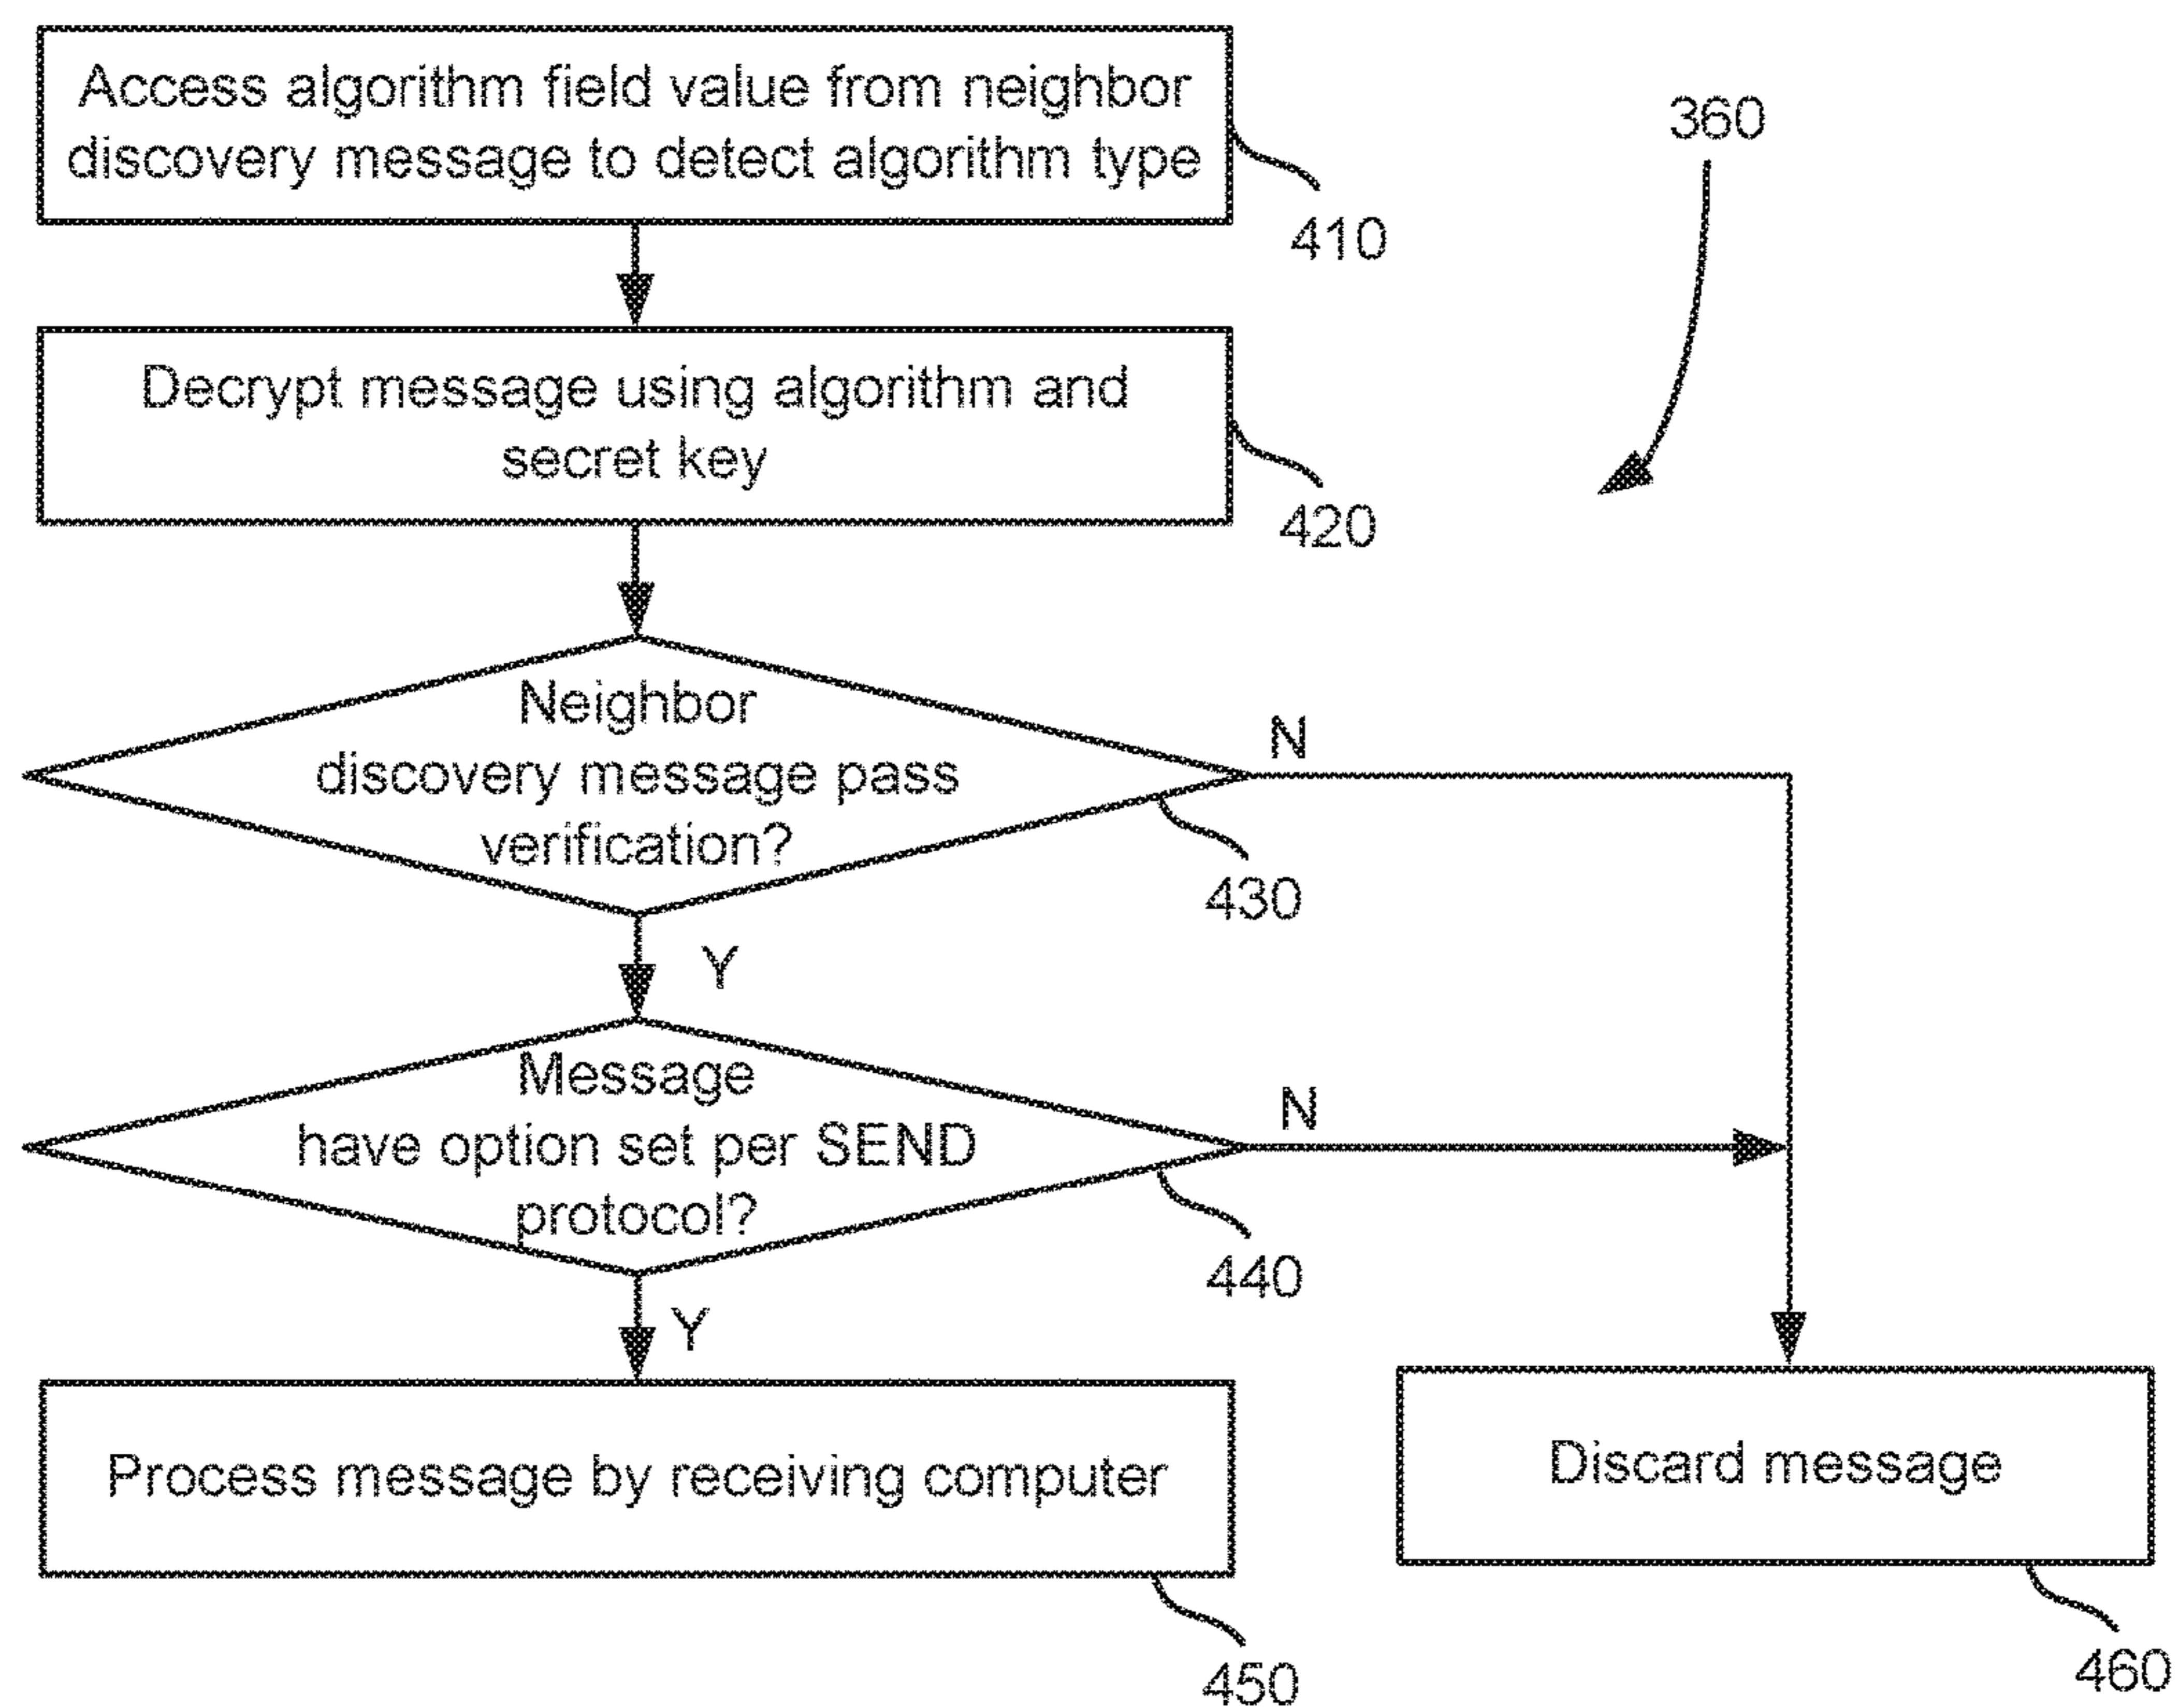 Access algorithm field value from neighbor
discovery message to detect algorithm type
410
360
Decrypt message using algorithm and
secret key
420
Neighbor
discovery message pass
verification?
N
430
Y
Message
have option set per SEND
protocol?
N
440
Y
Process message by receiving computer
450
Discard message
460